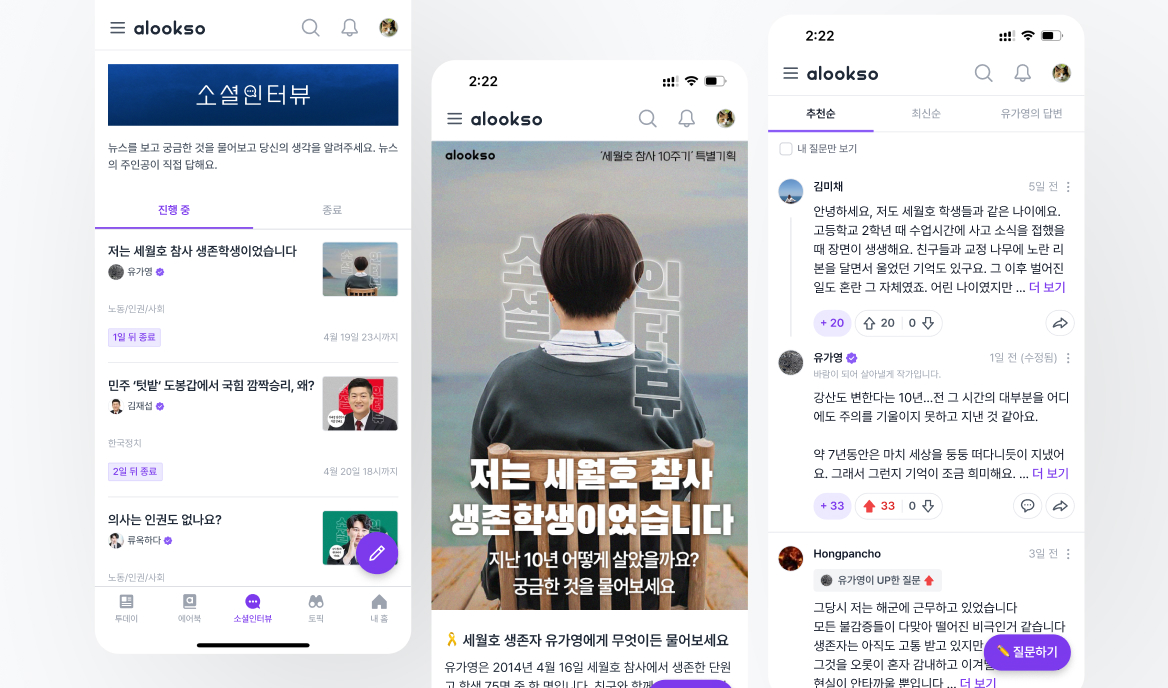 alookso
소셜인터뷰
뉴스를 보고 궁금한 것을 물어보고 당신의 생각을 알려주세요. 뉴스
의 주인공이 직접 답해요.
진행 중
종료
저는 세월호 참사 생존학생이었습니다
유가영
노동/인권/사회
1일 뒤 종료
4월 19일 23시까지
민주 ‘텃밭’ 도봉갑에서 국힘 깜짝승리, 왜?
김재섭
한국정치
2일 뒤 종료
4월 20일 18시까지
의사는 인권도 없나요?
류옥하다
노동/인권/사회
투데이
에어북
소셜인터뷰
토픽
내 홈
2:22
alookso
alookso
‘세월호 참사 10주기’ 특별기획
소셜
인터뷰
저는 세월호 참사
생존학생이었습니다
지난 10년 어떻게 살았을까요?
궁금한 것을 물어보세요
🎗️ 세월호 생존자 유가영에게 무엇이든 물어보세요
유가영은 2014년 4월 16일 세월호 참사에서 생존한 단원
고 학생 75명 중 한 명입니다. 친구와 함께
2:22
alookso
추천순
최신순
유가영의 답변
내 질문만 보기
김미채
5일 전
안녕하세요, 저도 세월호 학생들과 같은 나이에요.
고등학교 2학년 때 수업시간에 사고 소식을 접했을
때 장면이 생생해요. 친구들과 교정 나무에 노란 리
본을 달면서 울었던 기억도 있구요. 그 이후 벌어진
일도 혼란 그 자체였죠. 어린 나이였지만 ... 더 보기
+ 20
20
0
유가영
1일 전 (수정됨)
바람이 되어 살아낼게 작가입니다.
강산도 변한다는 10년...전 그 시간의 대부분을 어디
에도 주의를 기울이지 못하고 지낸 것 같아요.
약 7년동안은 마치 세상을 둥둥 떠다니듯이 지냈어
요. 그래서 그런지 기억이 조금 희미해요. ... 더 보기
+ 33
33
0
Hongpancho
3일 전
유가영이 UP한 질문
그당시 저는 해군에 근무하고 있었습니다
모든 불감증들이 다맞아 떨어진 비극인거 같습니다
생존자는 아직도 고통 받고 있지만
그것을 오롯이 혼자 감내하고 이겨
현실이 안타까울 뿐입니다 ... 더 보기
✏️ 질문하기